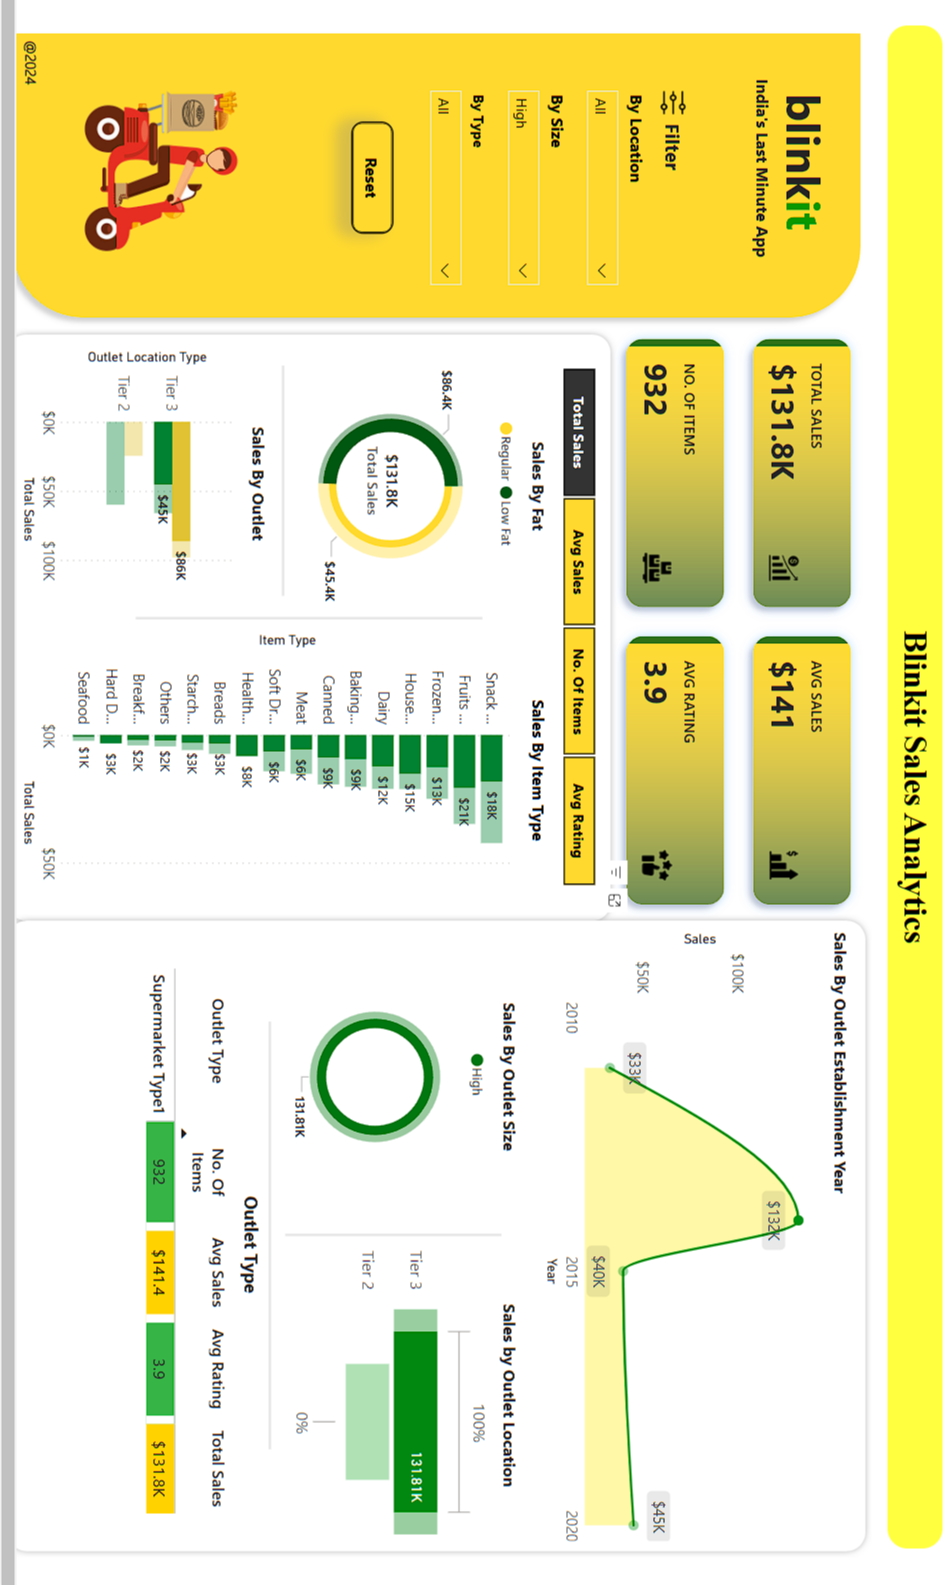 Blinkit Sales Analytics
blinkit
India's Last Minute App
Filter
By Location
All
By Size
High
By Type
All
Reset
@2024
TOTAL SALES
$131.8K
AVG SALES
$141
NO. OF ITEMS
932
AVG RATING
3.9
Total Sales
Avg Sales
No. Of Items
Avg Rating
Sales By Fat
Regular Low Fat
$86.4K
$131.8K
Total Sales
$45.4K
Sales By Outlet
Outlet Location Type
Tier 3
$86K
$45K
Tier 2
$0K $50K $100K
Total Sales
Sales By Item Type
Item Type
Snack ... $18K
Fruits ... $21K
Frozen... $13K
House... $15K
Dairy $12K
Baking... $9K
Canned $9K
Meat $6K
Soft Dr... $6K
Health... $8K
Breads $3K
Starch... $3K
Others $2K
Breakf... $2K
Hard D... $3K
Seafood $1K
$0K $50K
Total Sales
Sales By Outlet Establishment Year
Sales
$100K
$50K
$33K
$132K
$40K
$45K
2010 2015 2020
Year
Sales By Outlet Size
High
131.81K
Sales by Outlet Location
100%
Tier 3 131.81K
Tier 2
0%
Outlet Type
Outlet Type No. Of Items Avg Sales Avg Rating Total Sales
Supermarket Type1 932 $141.4 3.9 $131.8K